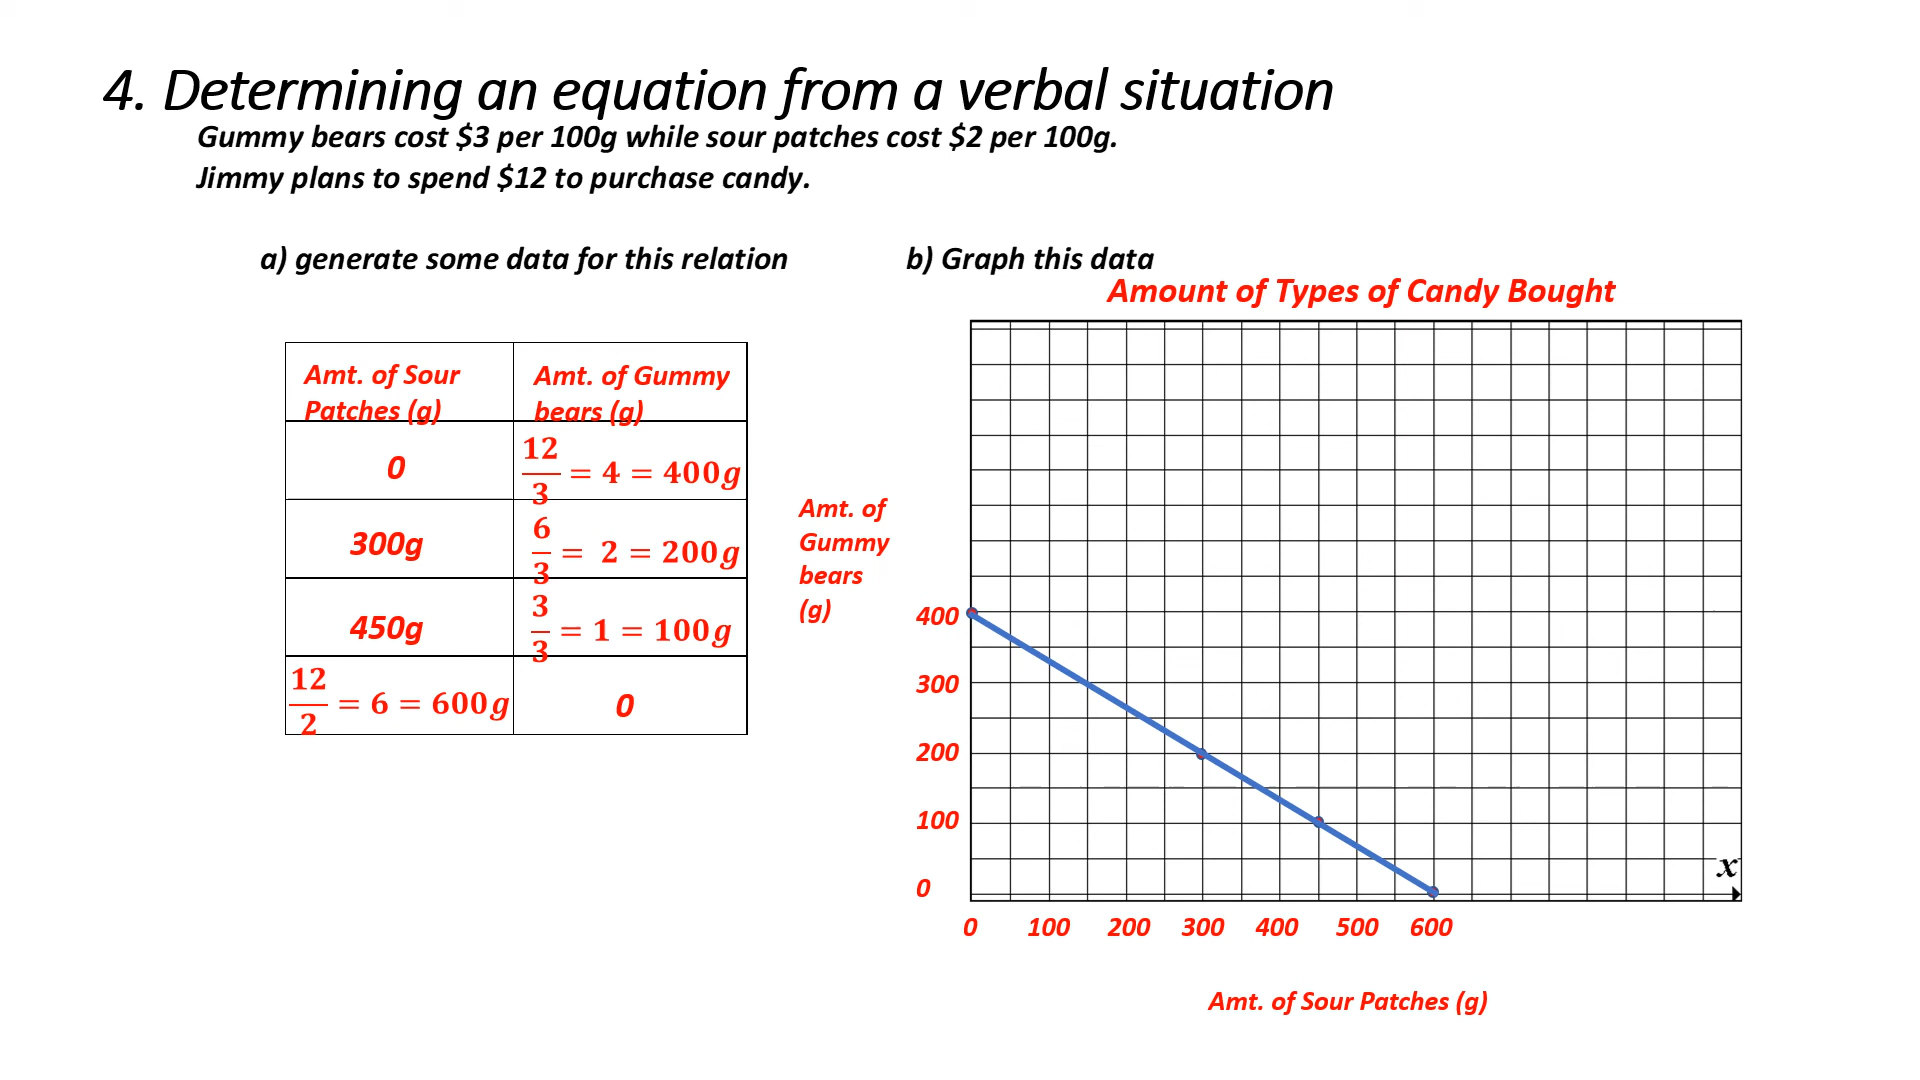 4. Determining an equation from a verbal situation
Gummy bears cost $3 per 100g while sour patches cost $2 per 100g.
Jimmy plans to spend $12 to purchase candy.
a) generate some data for this relation
b) Graph this data
Amount of Types of Candy Bought
Amt. of Sour
Patches (g)
Amt. of Gummy
bears (g)
0
12/3 = 4 = 400g
300g
6/3 = 2 = 200g
450g
3/3 = 1 = 100g
12/2 = 6 = 600g
0
Amt. of
Gummy
bears
(g)
400
300
200
100
0
x
0 100 200 300 400 500 600
Amt. of Sour Patches (g)